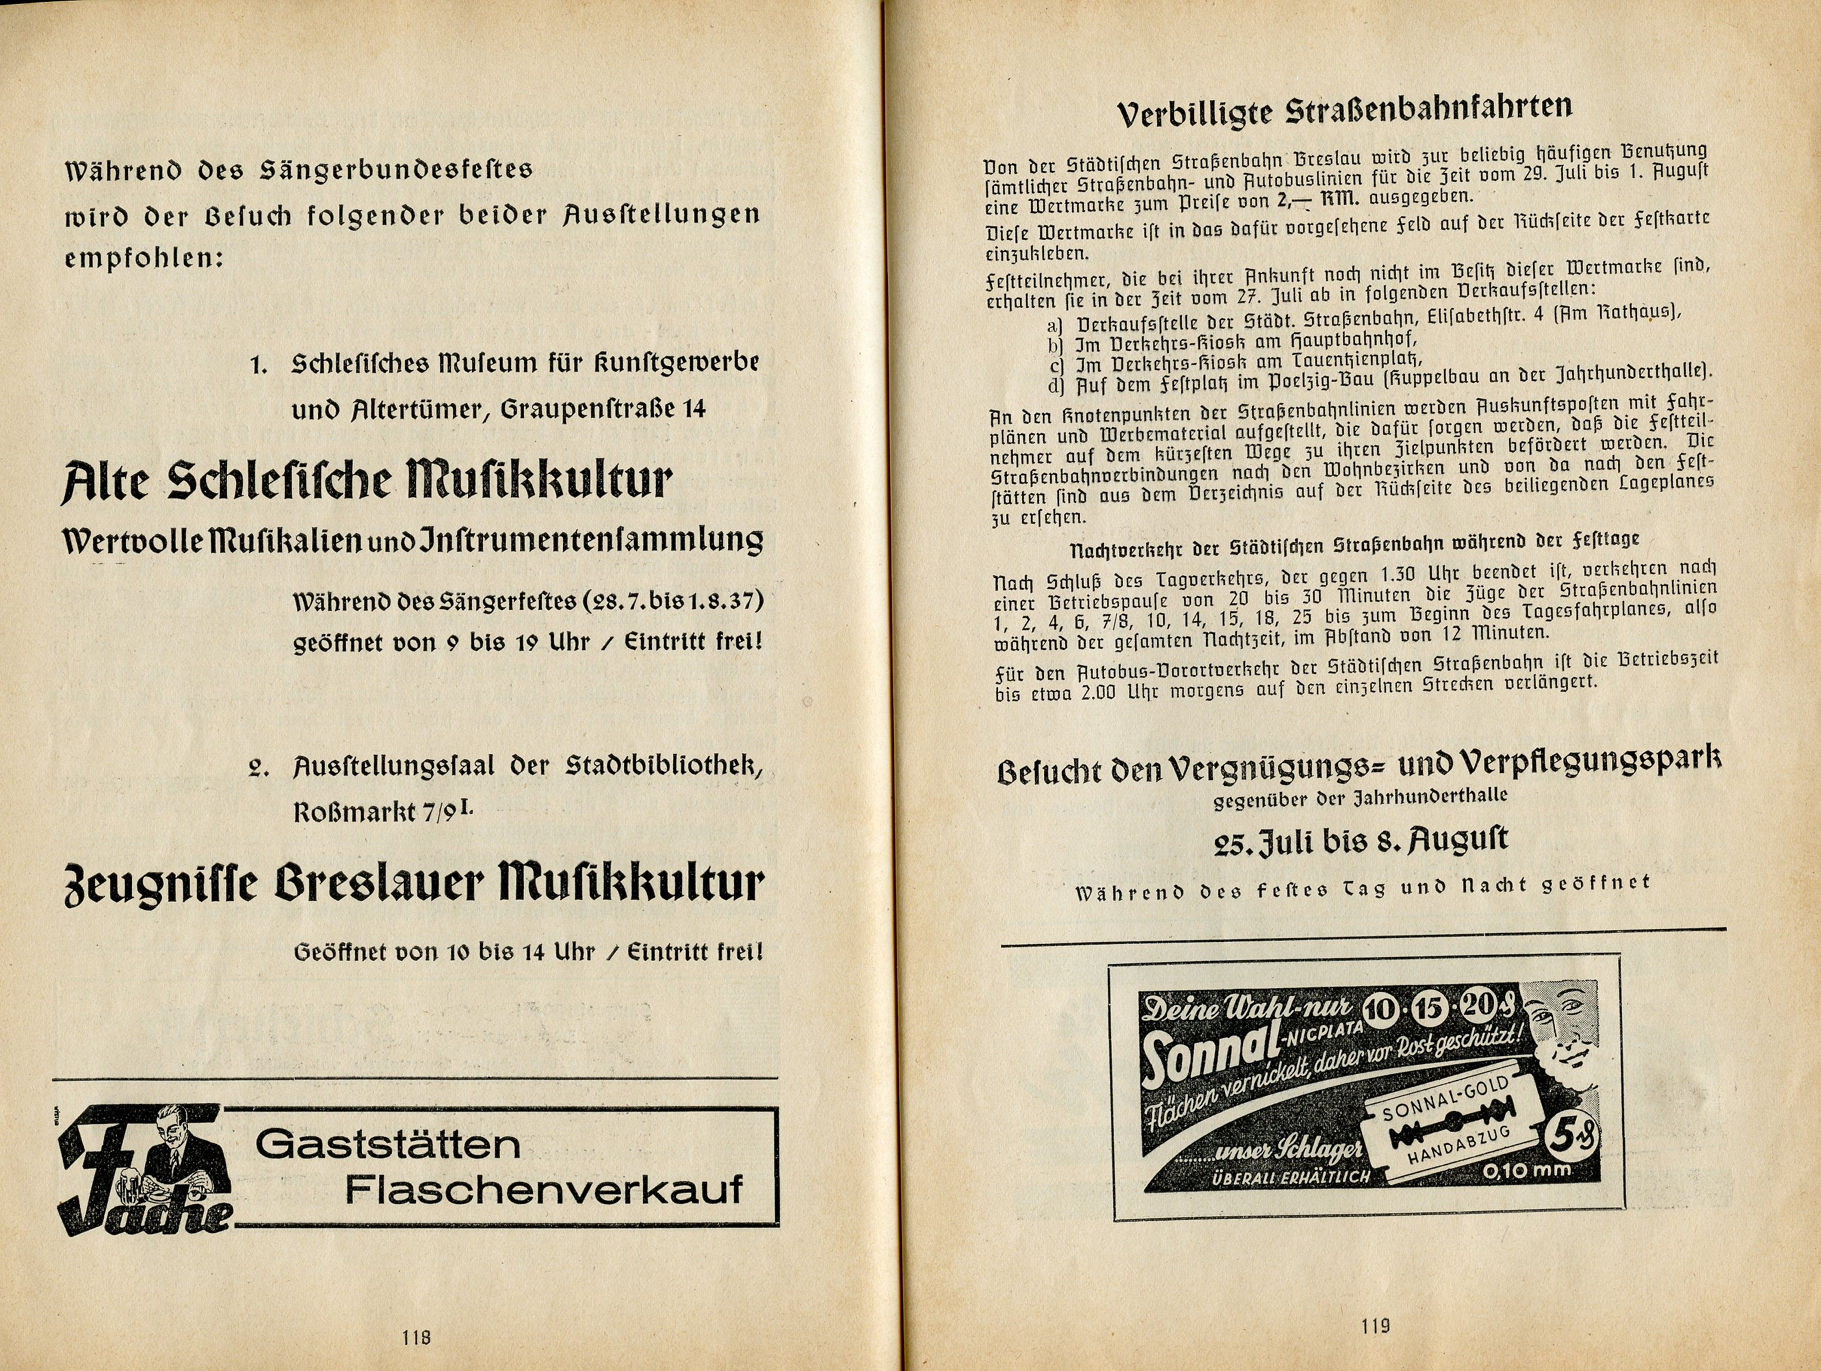 Während des Sängerbundesfestes
wird der Besuch folgender beider Ausstellungen
empfohlen:
1. Schlesisches Museum für Kunstgewerbe
und Altertümer, Graupenstraße 14
Alte Schlesische Musikkultur
Wertvolle Musikalien und Instrumentensammlung
Während des Sängerfestes (28.7. bis 1.8.37)
geöffnet von 9 bis 19 Uhr / Eintritt frei!
2. Ausstellungssaal der Stadtbibliothek,
Roßmarkt 7/9 I.
Zeugnisse Breslauer Musikkultur
Geöffnet von 10 bis 14 Uhr / Eintritt frei!
Fache
Gaststätten
Flaschenverkauf
118
Verbilligte Straßenbahnfahrten
Von der Städtischen Straßenbahn Breslau wird zur beliebig häufigen Benutzung
sämtlicher Straßenbahn- und Autobuslinien für die Zeit vom 29. Juli bis 1. August
eine Wertmarke zum Preise von 2,— RM. ausgegeben.
Diese Wertmarke ist in das dafür vorgesehene Feld auf der Rückseite der Festkarte
einzukleben.
Festteilnehmer, die bei ihrer Ankunft noch nicht im Besitz dieser Wertmarke sind,
erhalten sie in der Zeit vom 27. Juli ab in folgenden Verkaufsstellen:
a) Verkaufsstelle der Städt. Straßenbahn, Elisabethstr. 4 (Am Rathaus),
b) Im Verkehrs-Kiosk am Hauptbahnhof,
c) Im Verkehrs-Kiosk am Tauentzienplatz,
d) Auf dem Festplatz im Poelzig-Bau (Kuppelbau an der Jahrhunderthalle).
An den Knotenpunkten der Straßenbahnlinien werden Auskunftsposten mit Fahr-
plänen und Werbematerial aufgestellt, die dafür sorgen werden, daß die Festteil-
nehmer auf dem kürzesten Wege zu ihren Zielpunkten befördert werden. Die
Straßenbahnverbindungen nach den Wohnbezirken und von da nach den Fest-
stätten sind aus dem Verzeichnis auf der Rückseite des beiliegenden Lageplanes
zu ersehen.
Nachtverkehr der Städtischen Straßenbahn während der Festtage
Nach Schluß des Tagverkehrs, der gegen 1.30 Uhr beendet ist, verkehren nach
einer Betriebspause von 20 bis 30 Minuten die Züge der Straßenbahnlinien
1, 2, 4, 6, 7/8, 10, 14, 15, 18, 25 bis zum Beginn des Tagesfahrplanes, also
während der gesamten Nachtzeit, im Abstand von 12 Minuten.
Für den Autobus-Vorortverkehr der Städtischen Straßenbahn ist die Betriebszeit
bis etwa 2.00 Uhr morgens auf den einzelnen Strecken verlängert.
Besucht den Vergnügungs- und Verpflegungspark
gegenüber der Jahrhunderthalle
25. Juli bis 8. August
Während des Festes Tag und Nacht geöffnet
Deine Wahl-nur 10·15·20 ₰
Sonnal-NICPLATA
Flächen vernickelt, daher vor Rost geschützt!
SONNAL-GOLD
HANDABZUG
5 ₰
0,10 mm
........unser Schlager
ÜBERALL ERHÄLTLICH
119